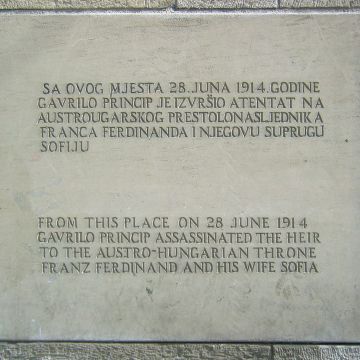 SA OVOG MJESTA 28. JUNA 1914. GODINE
GAVRILO PRINCIP JE IZVRŠIO ATENTAT NA
AUSTROUGARSKOG PRESTOLONASLJEDNIKA
FRANCA FERDINANDA I NJEGOVU SUPRUGU
SOFIJU
FROM THIS PLACE ON 28 JUNE 1914
GAVRILO PRINCIP ASSASSINATED THE HEIR
TO THE AUSTRO-HUNGARIAN THRONE
FRANZ FERDINAND AND HIS WIFE SOFIA